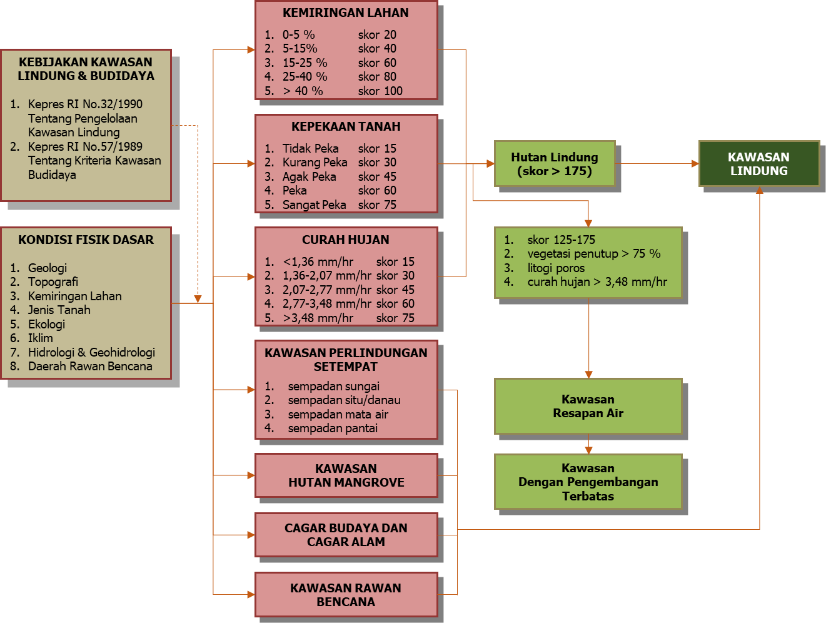 KEBIJAKAN KAWASAN
LINDUNG & BUDIDAYA
1. Kepres RI No.32/1990
Tentang Pengelolaan
Kawasan Lindung
2. Kepres RI No.57/1989
Tentang Kriteria Kawasan
Budidaya
KONDISI FISIK DASAR
1. Geologi
2. Topografi
3. Kemiringan Lahan
4. Jenis Tanah
5. Ekologi
6. Iklim
7. Hidrologi & Geohidrologi
8. Daerah Rawan Bencana
KEMIRINGAN LAHAN
1. 0-5 % skor 20
2. 5-15% skor 40
3. 15-25 % skor 60
4. 25-40 % skor 80
5. > 40 % skor 100
KEPEKAAN TANAH
1. Tidak Peka skor 15
2. Kurang Peka skor 30
3. Agak Peka skor 45
4. Peka skor 60
5. Sangat Peka skor 75
CURAH HUJAN
1. <1,36 mm/hr skor 15
2. 1,36-2,07 mm/hr skor 30
3. 2,07-2,77 mm/hr skor 45
4. 2,77-3,48 mm/hr skor 60
5. >3,48 mm/hr skor 75
KAWASAN PERLINDUNGAN
SETEMPAT
1. sempadan sungai
2. sempadan situ/danau
3. sempadan mata air
4. sempadan pantai
KAWASAN
HUTAN MANGROVE
CAGAR BUDAYA DAN
CAGAR ALAM
KAWASAN RAWAN
BENCANA
Hutan Lindung
(skor > 175)
KAWASAN
LINDUNG
1. skor 125-175
2. vegetasi penutup > 75 %
3. litogi poros
4. curah hujan > 3,48 mm/hr
Kawasan
Resapan Air
Kawasan
Dengan Pengembangan
Terbatas